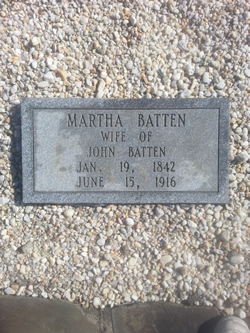 MARTHA BATTEN
WIFE OF
JOHN BATTEN
JAN. 19, 1842
JUNE 15, 1916